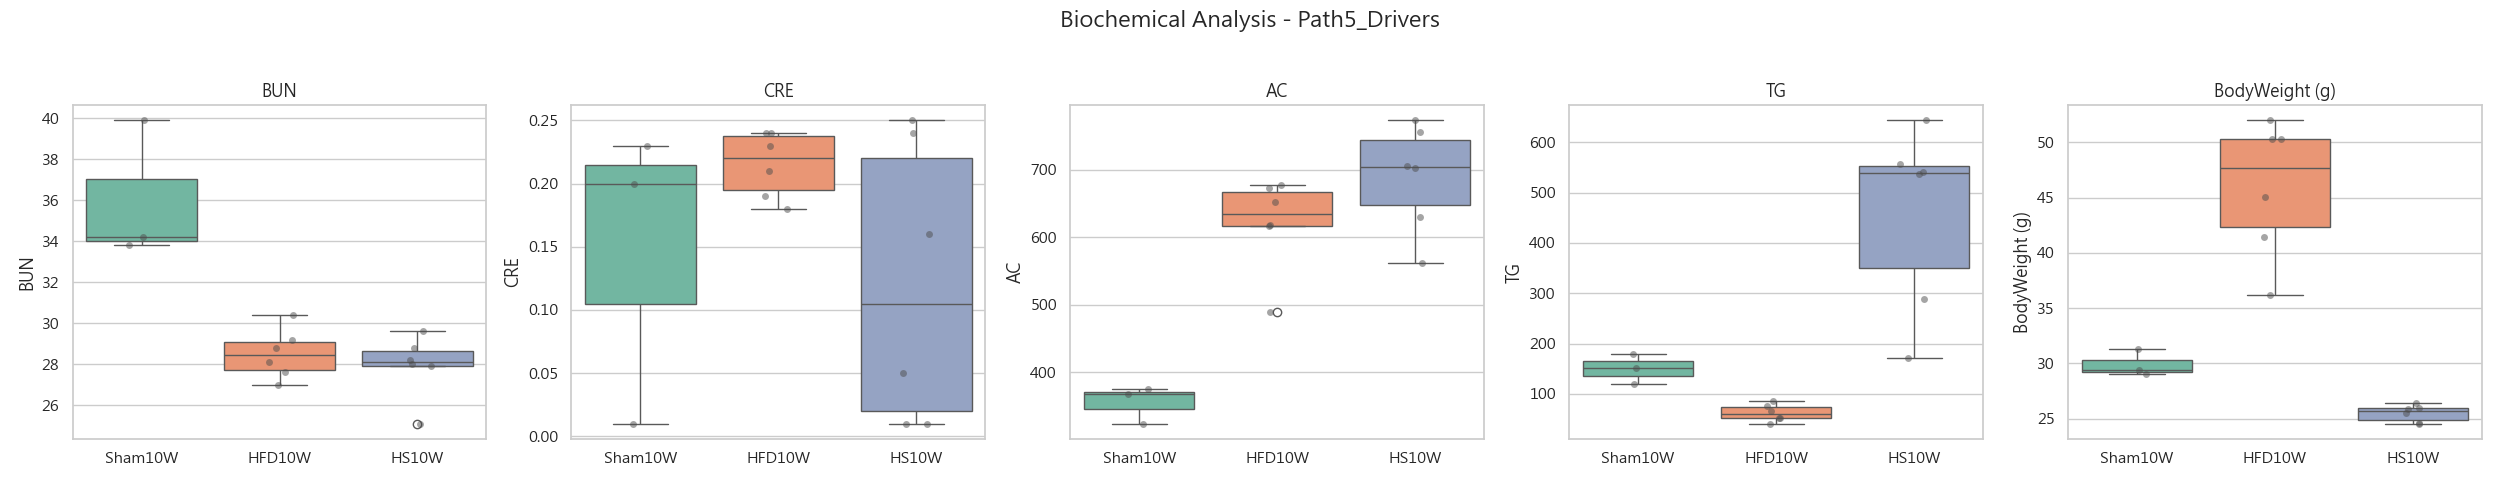 Biochemical Analysis - Path5_Drivers
BUN
BUN
40
38
36
34
32
30
28
26
Sham10W HFD10W HS10W
CRE
CRE
0.25
0.20
0.15
0.10
0.05
0.00
Sham10W HFD10W HS10W
AC
AC
700
600
500
400
Sham10W HFD10W HS10W
TG
TG
600
500
400
300
200
100
Sham10W HFD10W HS10W
BodyWeight (g)
BodyWeight (g)
50
45
40
35
30
25
Sham10W HFD10W HS10W